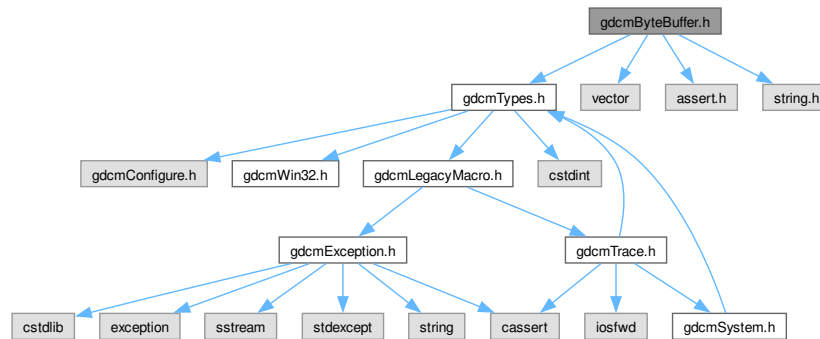 gdcmByteBuffer.h
gdcmTypes.h
vector
assert.h
string.h
gdcmConfigure.h
gdcmWin32.h
gdcmLegacyMacro.h
cstdint
gdcmException.h
gdcmTrace.h
cstdlib
exception
sstream
stdexcept
string
cassert
iosfwd
gdcmSystem.h